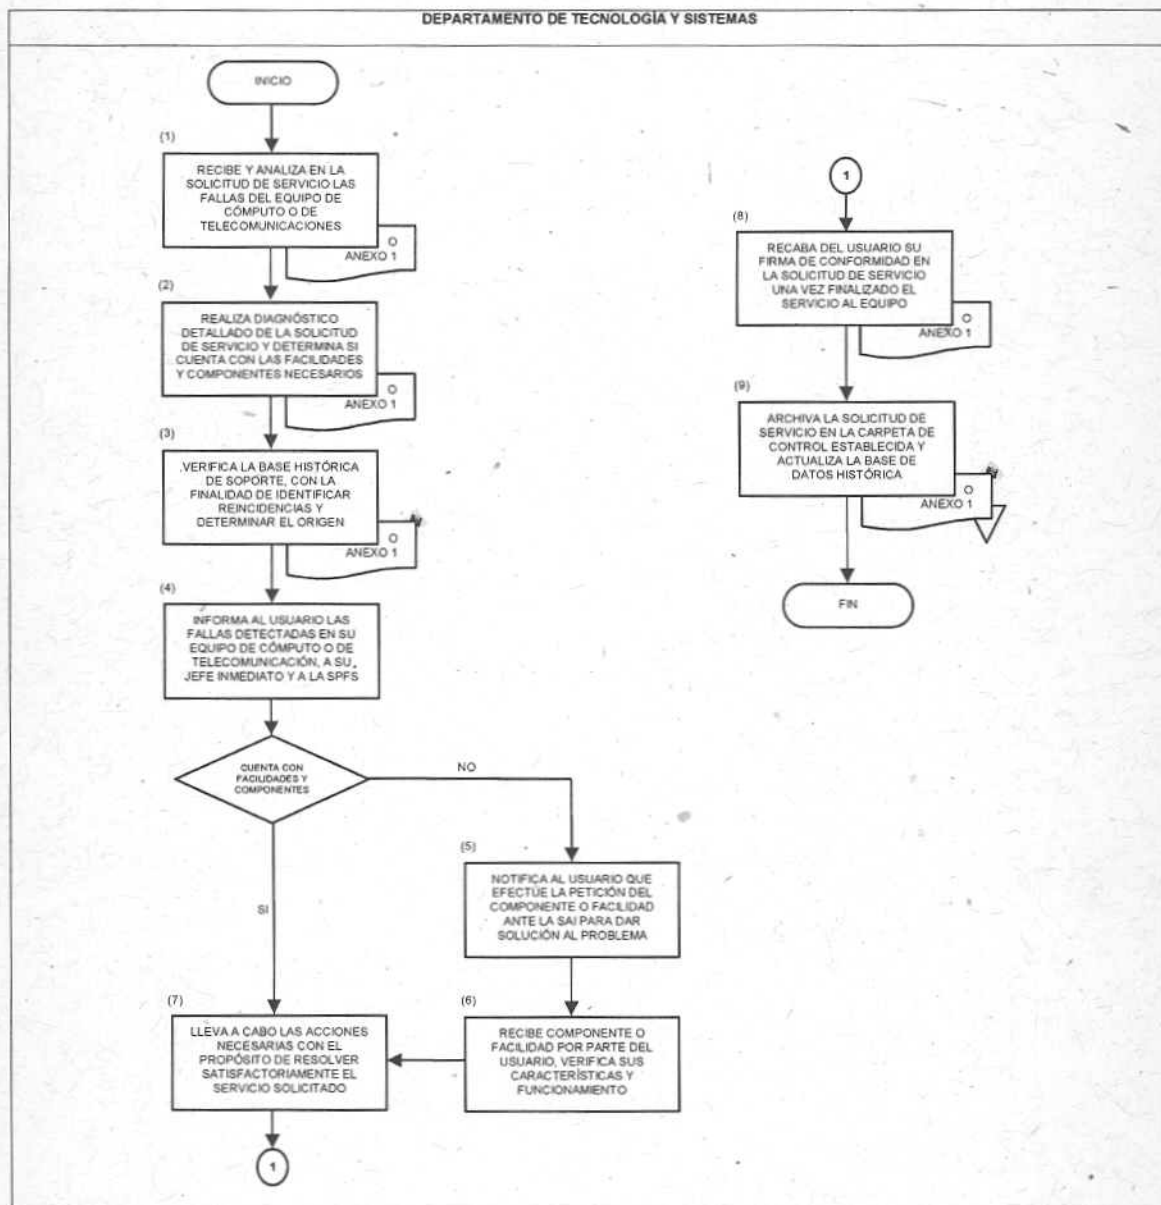 DEPARTAMENTO DE TECNOLOGÍA Y SISTEMAS
INICIO
(1)
RECIBE Y ANALIZA EN LA
SOLICITUD DE SERVICIO LAS
FALLAS DEL EQUIPO DE
CÓMPUTO O DE
TELECOMUNICACIONES
O
ANEXO 1
(2)
REALIZA DIAGNÓSTICO
DETALLADO DE LA SOLICITUD
DE SERVICIO Y DETERMINA SI
CUENTA CON LAS FACILIDADES
Y COMPONENTES NECESARIOS
O
ANEXO 1
(3)
VERIFICA LA BASE HISTÓRICA
DE SOPORTE, CON LA
FINALIDAD DE IDENTIFICAR
REINCIDENCIAS Y
DETERMINAR EL ORIGEN
O
ANEXO 1
(4)
INFORMA AL USUARIO LAS
FALLAS DETECTADAS EN SU
EQUIPO DE CÓMPUTO O DE
TELECOMUNICACIÓN, A SU
JEFE INMEDIATO Y A LA SPFS
CUENTA CON
FACILIDADES Y
COMPONENTES
NO
SI
(5)
NOTIFICA AL USUARIO QUE
EFECTÚE LA PETICIÓN DEL
COMPONENTE O FACILIDAD
ANTE LA SAI PARA DAR
SOLUCIÓN AL PROBLEMA
(6)
RECIBE COMPONENTE O
FACILIDAD POR PARTE DEL
USUARIO, VERIFICA SUS
CARACTERÍSTICAS Y
FUNCIONAMIENTO
(7)
LLEVA A CABO LAS ACCIONES
NECESARIAS CON EL
PROPÓSITO DE RESOLVER
SATISFACTORIAMENTE EL
SERVICIO SOLICITADO
1
1
(8)
RECABA DEL USUARIO SU
FIRMA DE CONFORMIDAD EN
LA SOLICITUD DE SERVICIO
UNA VEZ FINALIZADO EL
SERVICIO AL EQUIPO
O
ANEXO 1
(9)
ARCHIVA LA SOLICITUD DE
SERVICIO EN LA CARPETA DE
CONTROL ESTABLECIDA Y
ACTUALIZA LA BASE DE
DATOS HISTÓRICA
O
ANEXO 1
FIN